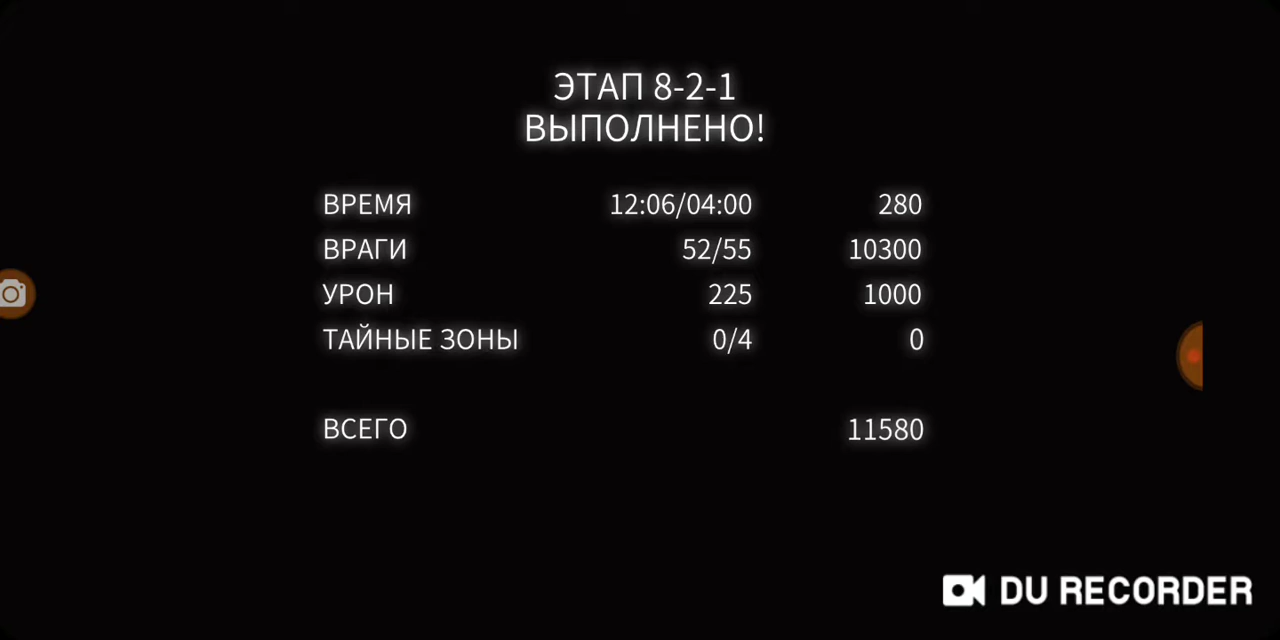 ЭТАП 8-2-1
ВЫПОЛНЕНО!
ВРЕМЯ 12:06/04:00 280
ВРАГИ 52/55 10300
УРОН 225 1000
ТАЙНЫЕ ЗОНЫ 0/4 0
ВСЕГО 11580
DU RECORDER